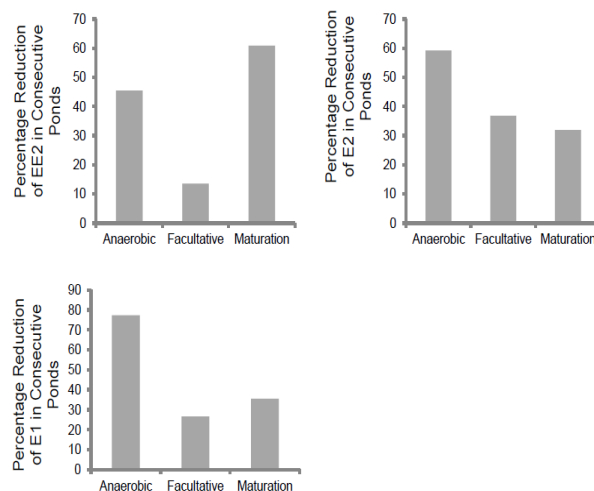 Percentage Reduction
of EE2 in Consecutive
Ponds
70
60
50
40
30
20
10
0
Anaerobic Facultative Maturation
Percentage Reduction
of E2 in Consecutive
Ponds
70
60
50
40
30
20
10
0
Anaerobic Facultative Maturation
Percentage Reduction
of E1 in Consecutive
Ponds
90
80
70
60
50
40
30
20
10
0
Anaerobic Facultative Maturation